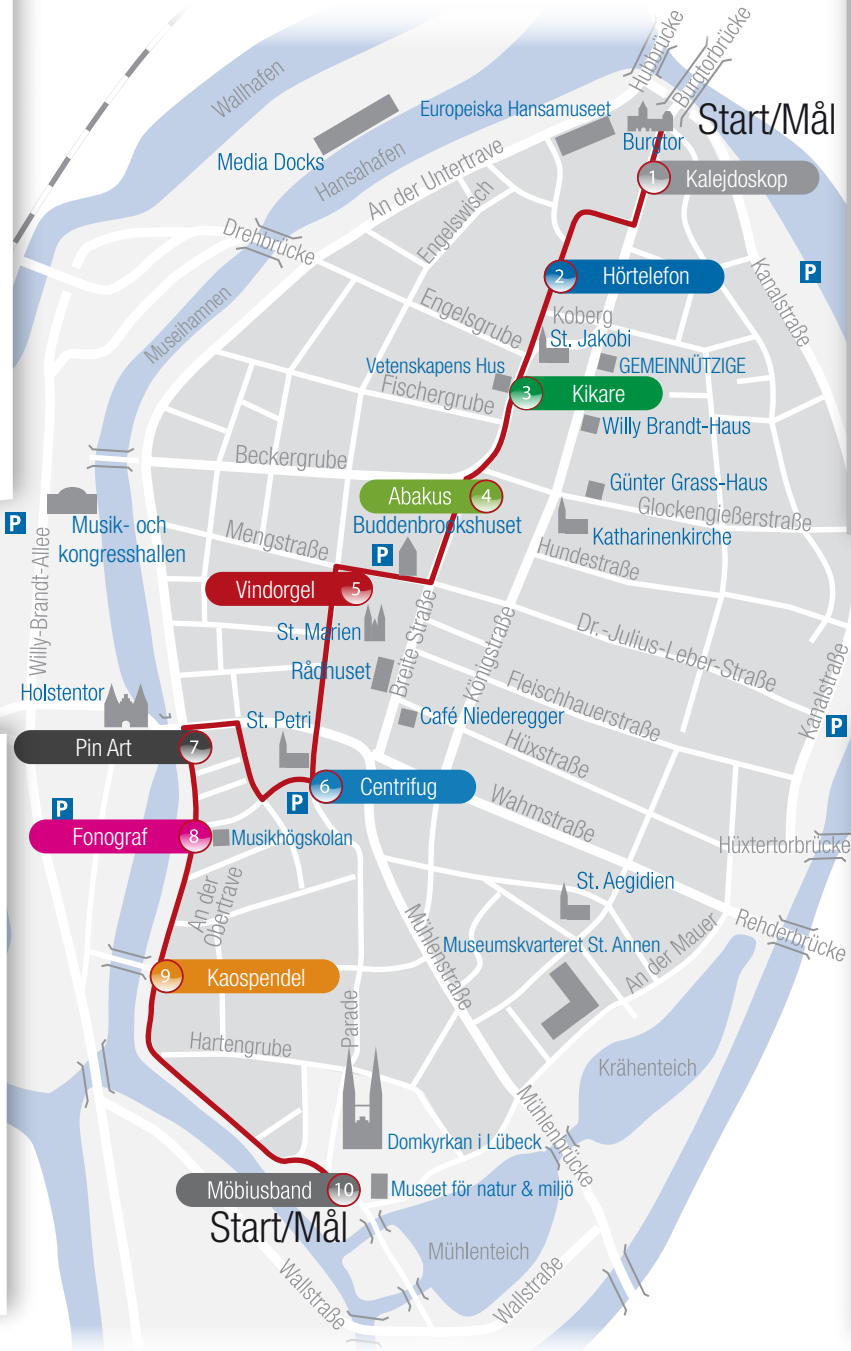 Hubbrücke
Burgtorbrücke
Wallhafen
Europeiska Hansamuseet
Start/Mål
Burgtor
Media Docks
Hansahafen
1 Kalejdoskop
An der Untertrave
Engelswisch
Drehbrücke
2 Hörtelefon
P
Kanalstraße
Museihamnen
Engelsgrube
Koberg
St. Jakobi
Vetenskapens Hus
GEMEINNÜTZIGE
Fischergrube
3 Kikare
Willy Brandt-Haus
Beckergrube
Günter Grass-Haus
Abakus 4
Glockengießerstraße
P
Musik- och
kongresshallen
Buddenbrookshuset
Katharinenkirche
Mengstraße
Hundestraße
P
Vindorgel 5
Willy-Brandt-Allee
St. Marien
Breite Straße
Königstraße
Dr.-Julius-Leber-Straße
Rådhuset
Fleischhauerstraße
Kanalstraße
Holstentor
St. Petri
Café Niederegger
P
Pin Art 7
Hüxstraße
6 Centrifug
P
P
Wahmstraße
Fonograf 8
Musikhögskolan
Hüxtertorbrücke
An der
Obertrave
St. Aegidien
Mühlenstraße
Rehderbrücke
Museumskvarteret St. Annen
An der Mauer
9 Kaospendel
Parade
Hartengrube
Krähenteich
Mühlenbrücke
Domkyrkan i Lübeck
Möbiusband 10
Museet för natur & miljö
Start/Mål
Mühlenteich
Wallstraße
Wallstraße